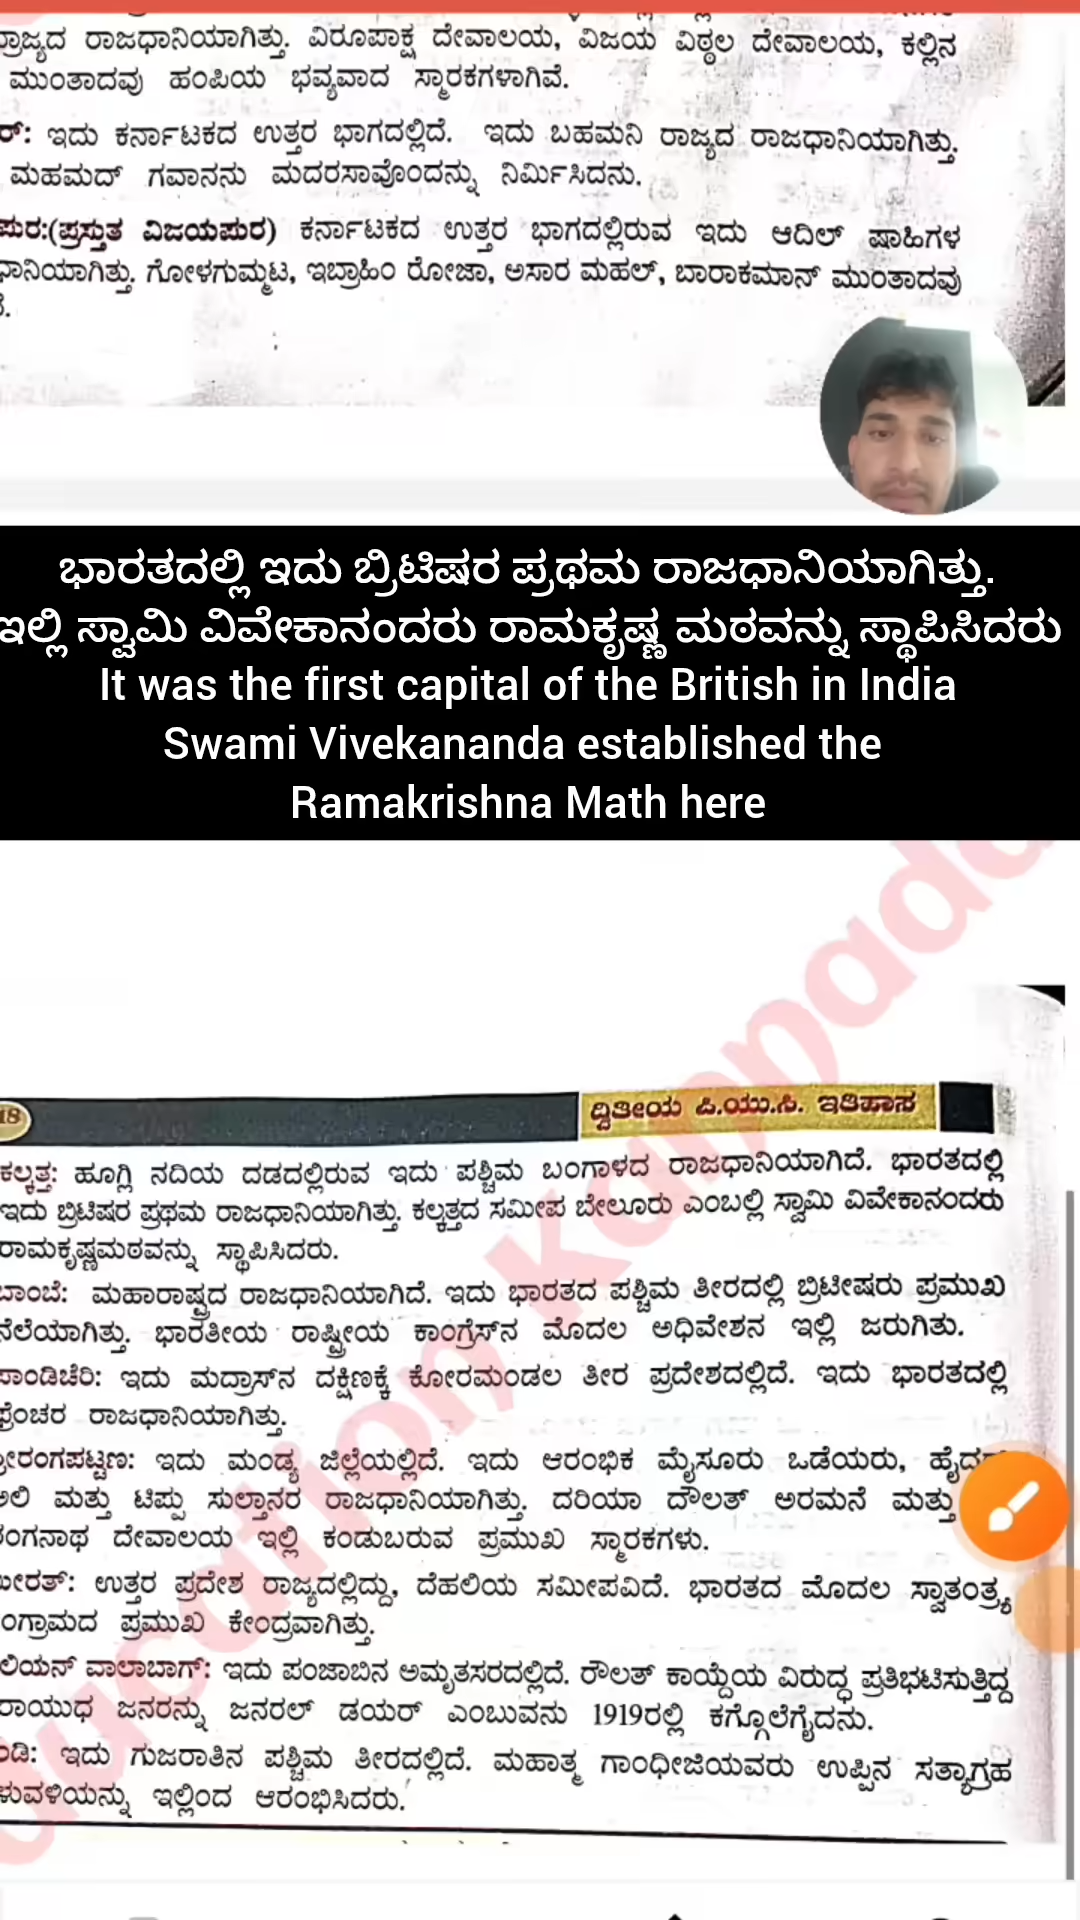 ರಾಜಧಾನಿಯಾಗಿತ್ತು. ವಿರೂಪಾಕ್ಷ ದೇವಾಲಯ, ವಿಜಯ ವಿಠ್ಠಲ ದೇವಾಲಯ, ಕಲ್ಲಿನ
ಮುಂತಾದವು ಹಂಪಿಯ ಭವ್ಯವಾದ ಸ್ಮಾರಕಗಳಾಗಿವೆ.
ರ್: ಇದು ಕರ್ನಾಟಕದ ಉತ್ತರ ಭಾಗದಲ್ಲಿದೆ. ಇದು ಬಹಮನಿ ರಾಜ್ಯದ ರಾಜಧಾನಿಯಾಗಿತ್ತು.
ಮಹಮದ್ ಗವಾನನು ಮದರಸಾವೊಂದನ್ನು ನಿರ್ಮಿಸಿದನು.
ಪುರ:(ಪ್ರಸ್ತುತ ವಿಜಯಪುರ) ಕರ್ನಾಟಕದ ಉತ್ತರ ಭಾಗದಲ್ಲಿರುವ ಇದು ಆದಿಲ್ ಷಾಹಿಗಳ
ಧಾನಿಯಾಗಿತ್ತು. ಗೋಳಗುಮ್ಮಟ, ಇಬ್ರಾಹಿಂ ರೋಜಾ, ಅಸಾರ ಮಹಲ್, ಬಾರಾಕಮಾನ್ ಮುಂತಾದವು
ಭಾರತದಲ್ಲಿ ಇದು ಬ್ರಿಟಿಷರ ಪ್ರಥಮ ರಾಜಧಾನಿಯಾಗಿತ್ತು.
ಇಲ್ಲಿ ಸ್ವಾಮಿ ವಿವೇಕಾನಂದರು ರಾಮಕೃಷ್ಣ ಮಠವನ್ನು ಸ್ಥಾಪಿಸಿದರು
It was the first capital of the British in India
Swami Vivekananda established the
Ramakrishna Math here
18
ದ್ವಿತೀಯ ಪಿ.ಯು.ಸಿ. ಇತಿಹಾಸ
ಕಲ್ಕತ್ತ: ಹೂಗ್ಲಿ ನದಿಯ ದಡದಲ್ಲಿರುವ ಇದು ಪಶ್ಚಿಮ ಬಂಗಾಳದ ರಾಜಧಾನಿಯಾಗಿದೆ. ಭಾರತದಲ್ಲಿ
ಇದು ಬ್ರಿಟಿಷರ ಪ್ರಥಮ ರಾಜಧಾನಿಯಾಗಿತ್ತು. ಕಲ್ಕತ್ತದ ಸಮೀಪ ಬೇಲೂರು ಎಂಬಲ್ಲಿ ಸ್ವಾಮಿ ವಿವೇಕಾನಂದರು
ರಾಮಕೃಷ್ಣಮಠವನ್ನು ಸ್ಥಾಪಿಸಿದರು.
ಬಾಂಬೆ: ಮಹಾರಾಷ್ಟ್ರದ ರಾಜಧಾನಿಯಾಗಿದೆ. ಇದು ಭಾರತದ ಪಶ್ಚಿಮ ತೀರದಲ್ಲಿ ಬ್ರಿಟೀಷರು ಪ್ರಮುಖ
ನೆಲೆಯಾಗಿತ್ತು. ಭಾರತೀಯ ರಾಷ್ಟ್ರೀಯ ಕಾಂಗ್ರೆಸ್‌ನ ಮೊದಲ ಅಧಿವೇಶನ ಇಲ್ಲಿ ಜರುಗಿತು.
ಪಾಂಡಿಚೆರಿ: ಇದು ಮದ್ರಾಸ್‌ನ ದಕ್ಷಿಣಕ್ಕೆ ಕೋರಮಂಡಲ ತೀರ ಪ್ರದೇಶದಲ್ಲಿದೆ. ಇದು ಭಾರತದಲ್ಲಿ
ಫ್ರೆಂಚರ ರಾಜಧಾನಿಯಾಗಿತ್ತು.
ರಂಗಪಟ್ಟಣ: ಇದು ಮಂಡ್ಯ ಜಿಲ್ಲೆಯಲ್ಲಿದೆ. ಇದು ಆರಂಭಿಕ ಮೈಸೂರು ಒಡೆಯರು,
ಅಲಿ ಮತ್ತು ಟಿಪ್ಪು ಸುಲ್ತಾನರ ರಾಜಧಾನಿಯಾಗಿತ್ತು. ದರಿಯಾ ದೌಲತ್ ಅರಮನೆ ಮತ್ತು
ರಂಗನಾಥ ದೇವಾಲಯ ಇಲ್ಲಿ ಕಂಡುಬರುವ ಪ್ರಮುಖ ಸ್ಮಾರಕಗಳು.
ಮೀರತ್: ಉತ್ತರ ಪ್ರದೇಶ ರಾಜ್ಯದಲ್ಲಿದ್ದು, ದೆಹಲಿಯ ಸಮೀಪವಿದೆ. ಭಾರತದ ಮೊದಲ ಸ್ವಾತಂತ್ರ್ಯ
ಂಗ್ರಾಮದ ಪ್ರಮುಖ ಕೇಂದ್ರವಾಗಿತ್ತು.
ಲಿಯನ್ ವಾಲಾಬಾಗ್: ಇದು ಪಂಜಾಬಿನ ಅಮೃತಸರದಲ್ಲಿದೆ. ರೌಲತ್ ಕಾಯ್ದೆಯ ವಿರುದ್ಧ ಪ್ರತಿಭಟಿಸುತ್ತಿದ್ದ
ರಾಯುಧ ಜನರನ್ನು ಜನರಲ್ ಡಯರ್ ಎಂಬುವನು 1919ರಲ್ಲಿ ಕಗ್ಗೊಲೆಗೈದನು.
ಂಡಿ: ಇದು ಗುಜರಾತಿನ ಪಶ್ಚಿಮ ತೀರದಲ್ಲಿದೆ. ಮಹಾತ್ಮ ಗಾಂಧೀಜಿಯವರು ಉಪ್ಪಿನ ಸತ್ಯಾಗ್ರಹ
ಳುವಳಿಯನ್ನು ಇಲ್ಲಿಂದ ಆರಂಭಿಸಿದರು.